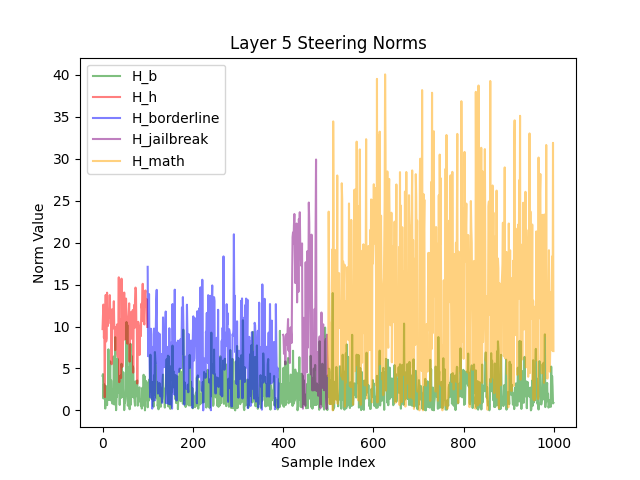 Layer 5 Steering Norms
H_b
H_h
H_borderline
H_jailbreak
H_math
40
35
30
25
20
15
10
5
0
Norm Value
0 200 400 600 800 1000
Sample Index